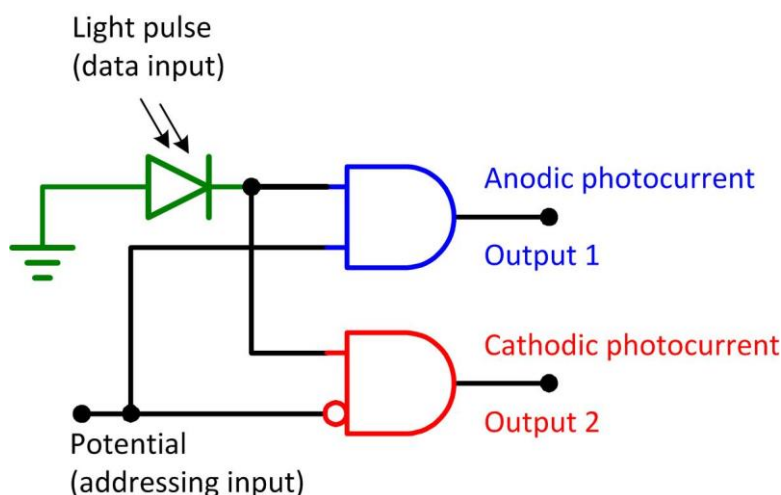 Light pulse
(data input)
Anodic photocurrent
Output 1
Cathodic photocurrent
Output 2
Potential
(addressing input)